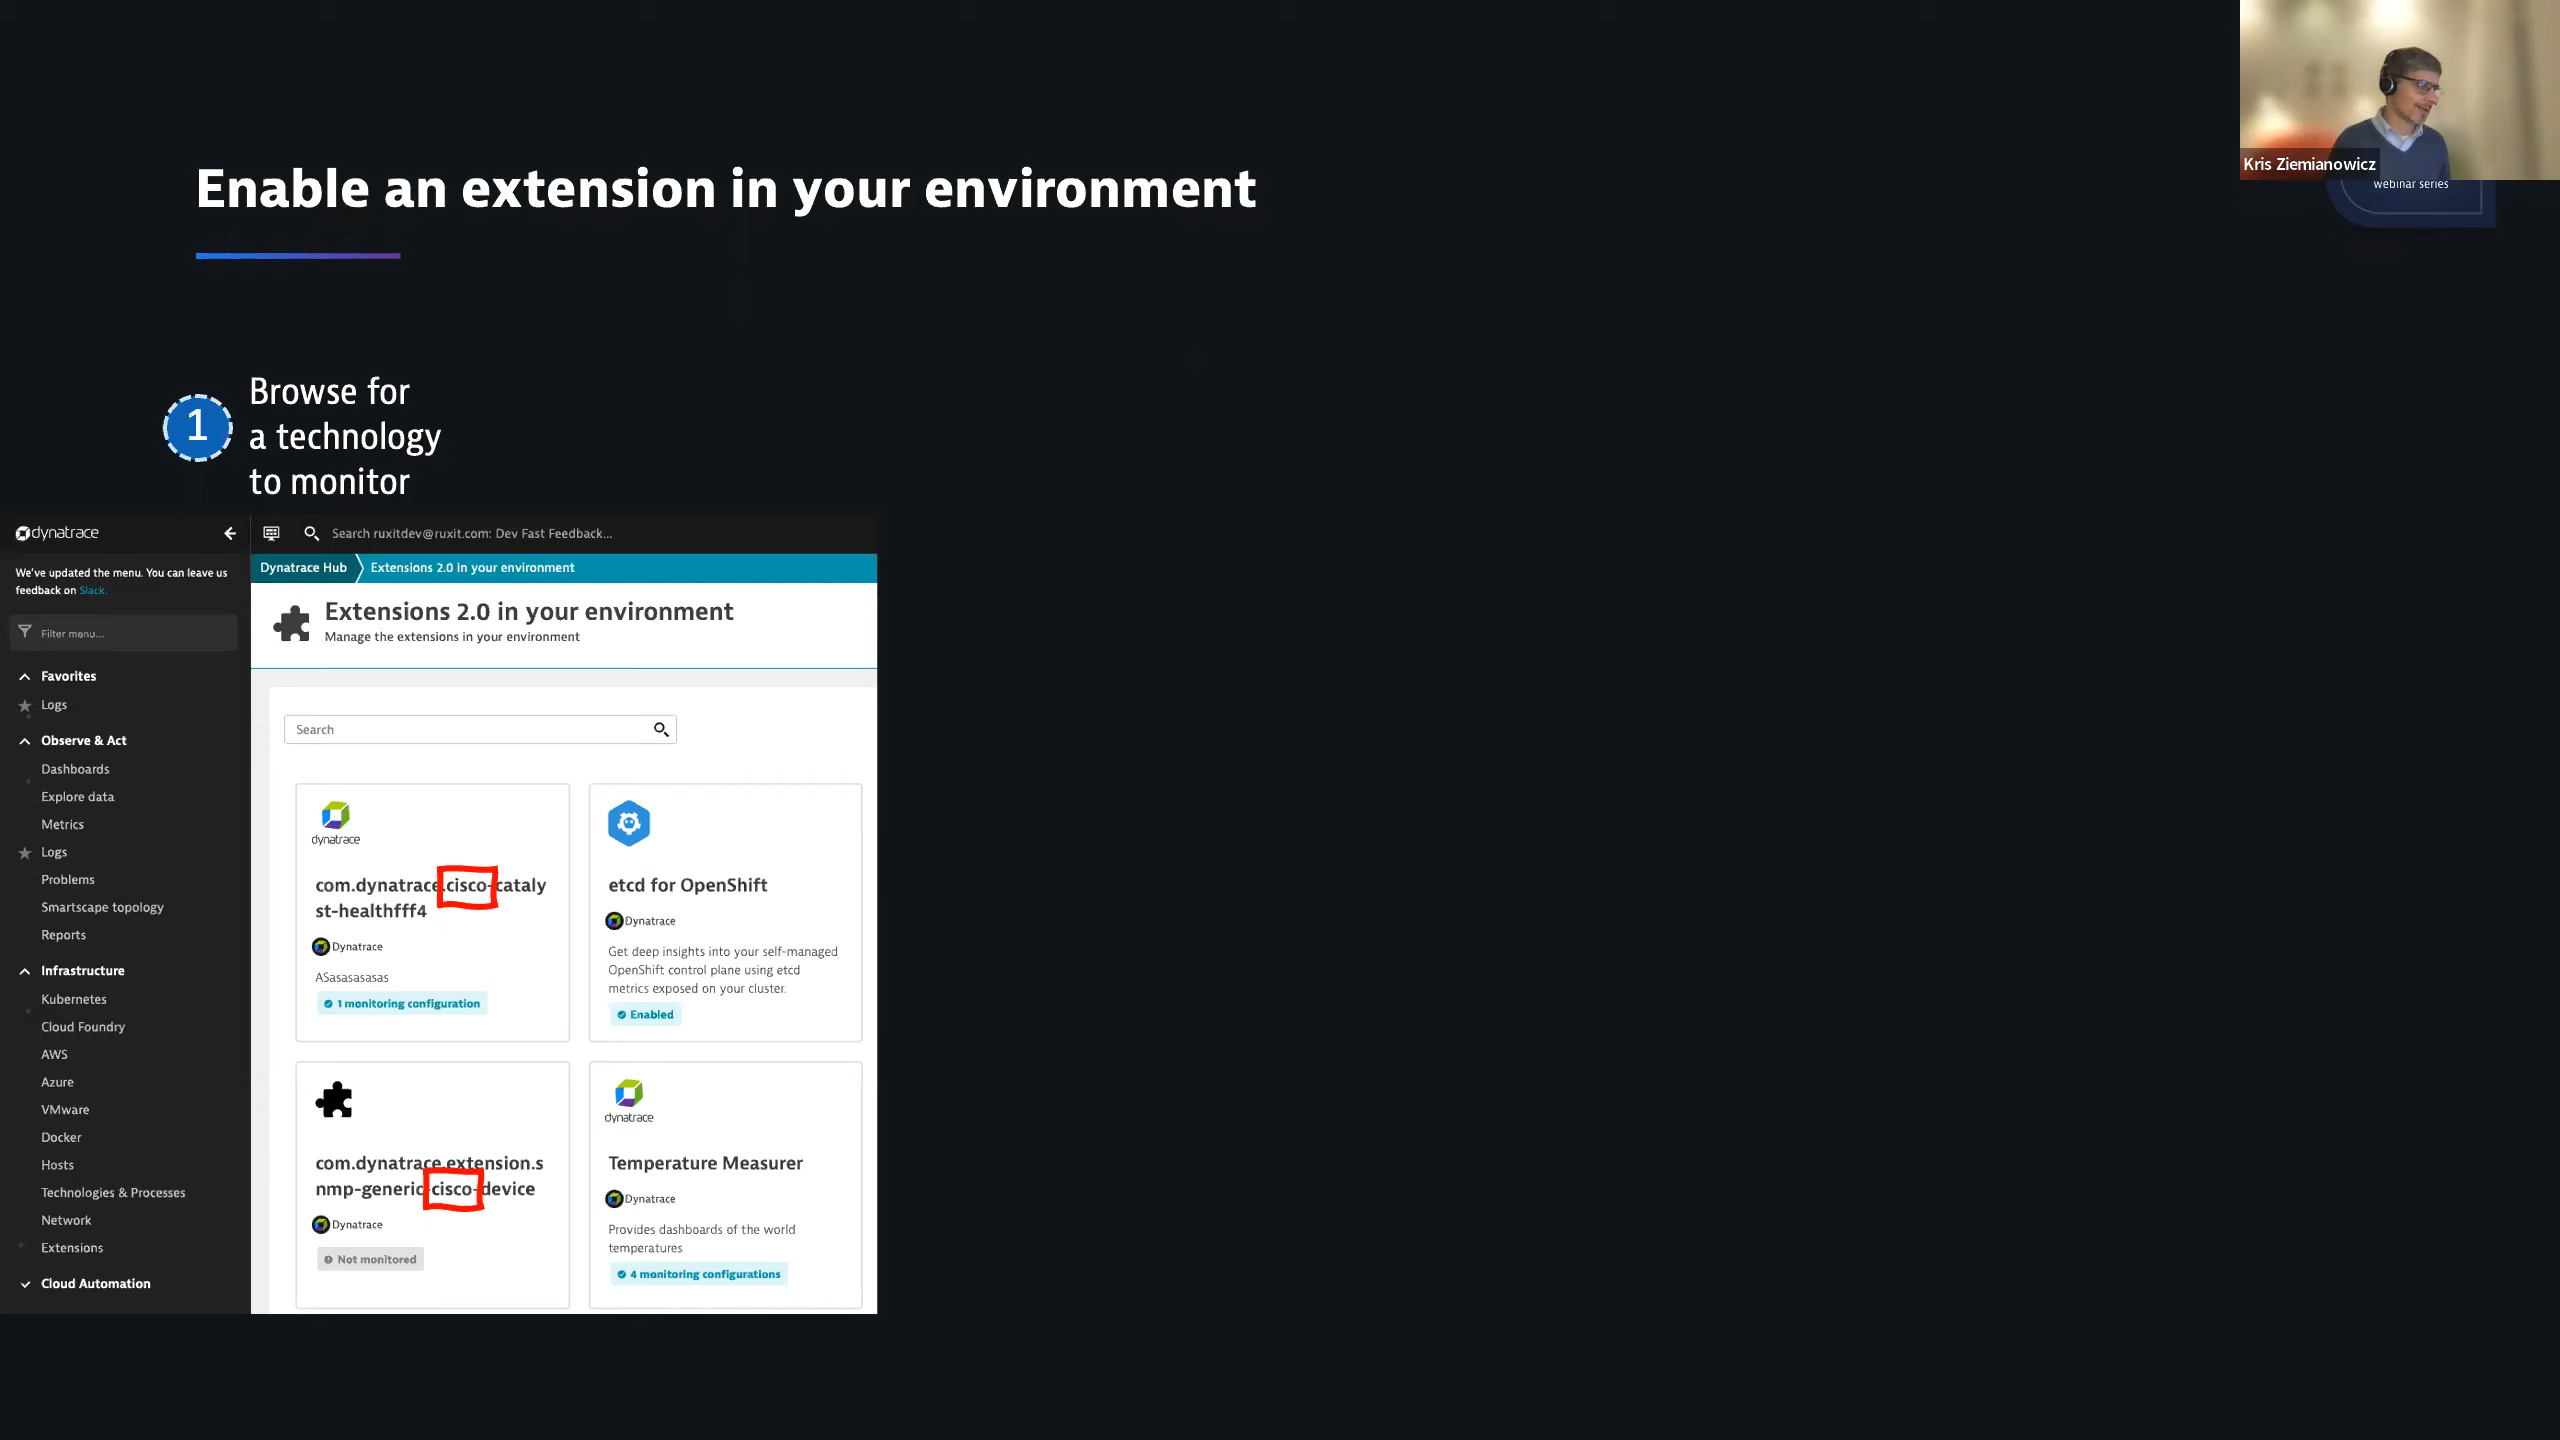 Enable an extension in your environment
Kris Ziemianowicz
webinar series
1
Browse for
a technology
to monitor
dynatrace
We've updated the menu. You can leave us
feedback on Slack.
Filter menu...
Favorites
Logs
Observe & Act
Dashboards
Explore data
Metrics
Logs
Problems
Smartscape topology
Reports
Infrastructure
Kubernetes
Cloud Foundry
AWS
Azure
VMware
Docker
Hosts
Technologies & Processes
Network
Extensions
Cloud Automation
Search ruxitdev@ruxit.com: Dev Fast Feedback...
Dynatrace Hub
Extensions 2.0 in your environment
Extensions 2.0 in your environment
Manage the extensions in your environment
Search
dynatrace
com.dynatrace.cisco-cataly
st-healthfff4
Dynatrace
ASasasasasas
1 monitoring configuration
etcd for OpenShift
Dynatrace
Get deep insights into your self-managed
OpenShift control plane using etcd
metrics exposed on your cluster.
Enabled
com.dynatrace.extension.s
nmp-generic-cisco-device
Dynatrace
Not monitored
dynatrace
Temperature Measurer
Dynatrace
Provides dashboards of the world
temperatures
4 monitoring configurations